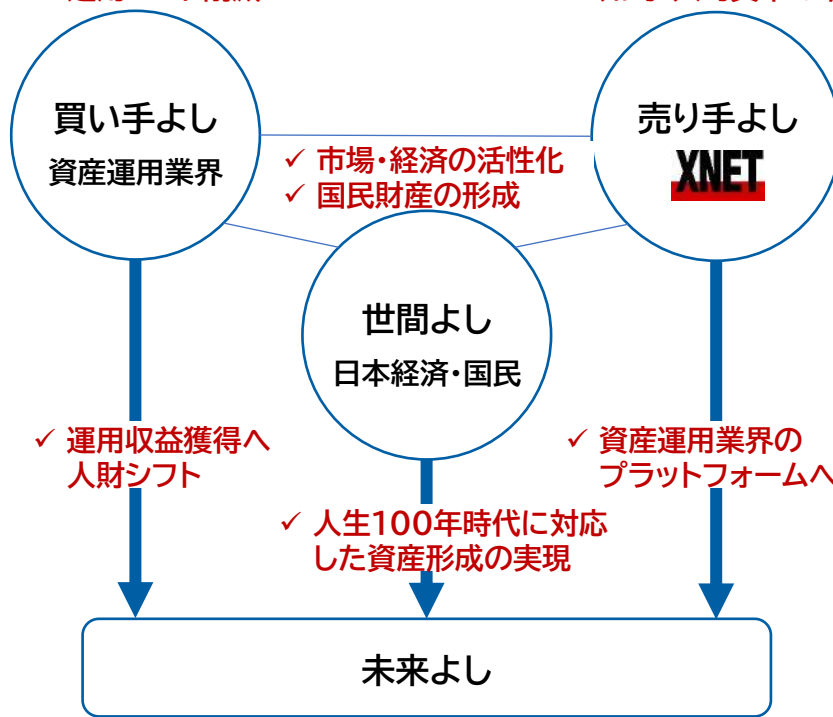 買い手よし
資産運用業界
売り手よし
XNET
✓ 市場・経済の活性化
✓ 国民財産の形成
世間よし
日本経済・国民
✓ 運用収益獲得へ
人財シフト
✓ 資産運用業界の
プラットフォームへ
✓ 人生100年時代に対応
した資産形成の実現
未来よし